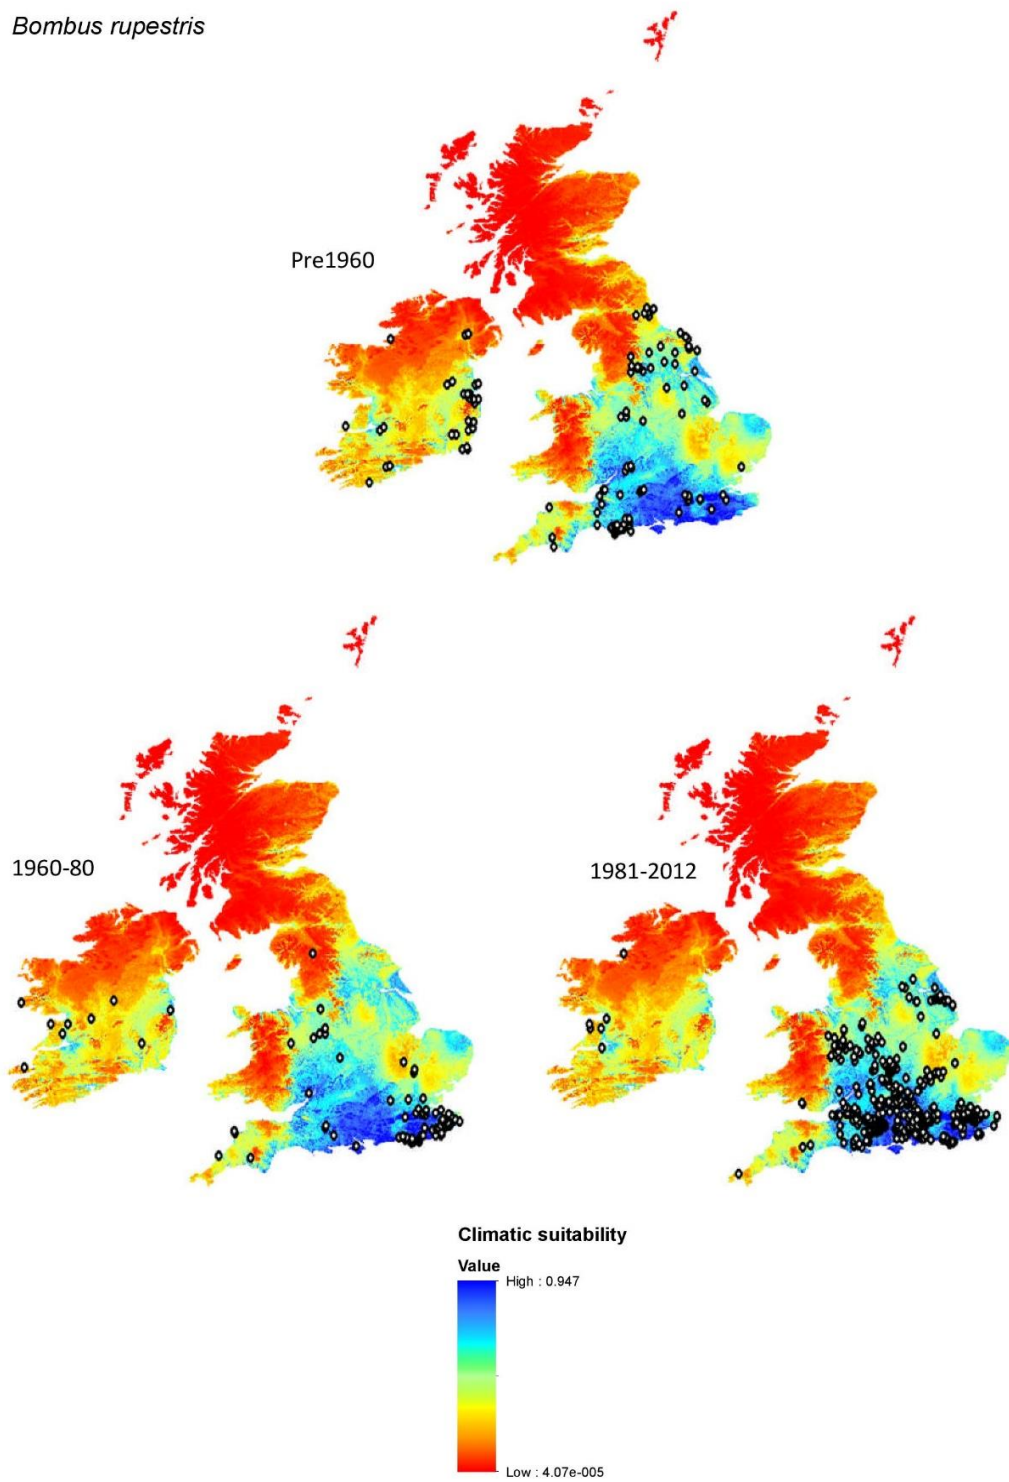 Bombus rupestris
Pre1960
1960-80
1981-2012
Climatic suitability
Value
High : 0.947
Low : 4.07e-005